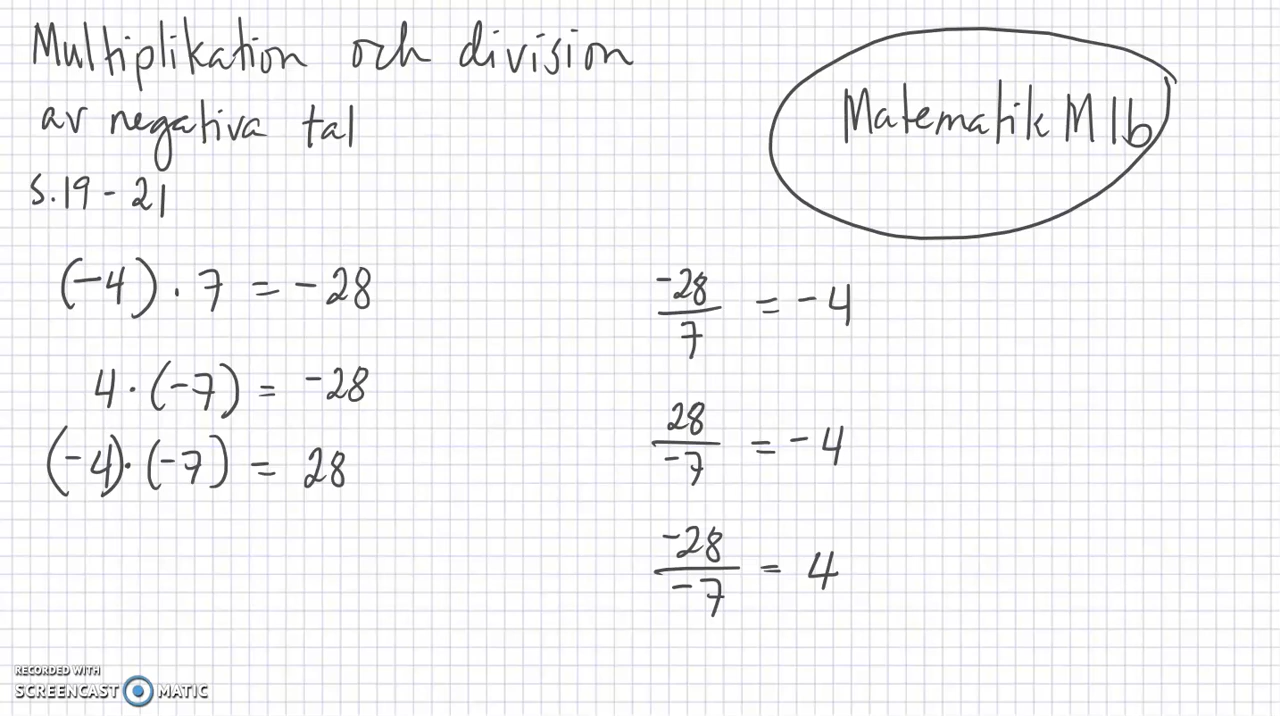 Multiplikation och division
av negativa tal
s.19 - 21
Matematik M1b
(-4) · 7 = -28
4 · (-7) = -28
(-4) · (-7) = 28
-28/7 = -4
28/-7 = -4
-28/-7 = 4
RECORDED WITH
SCREENCAST MATIC